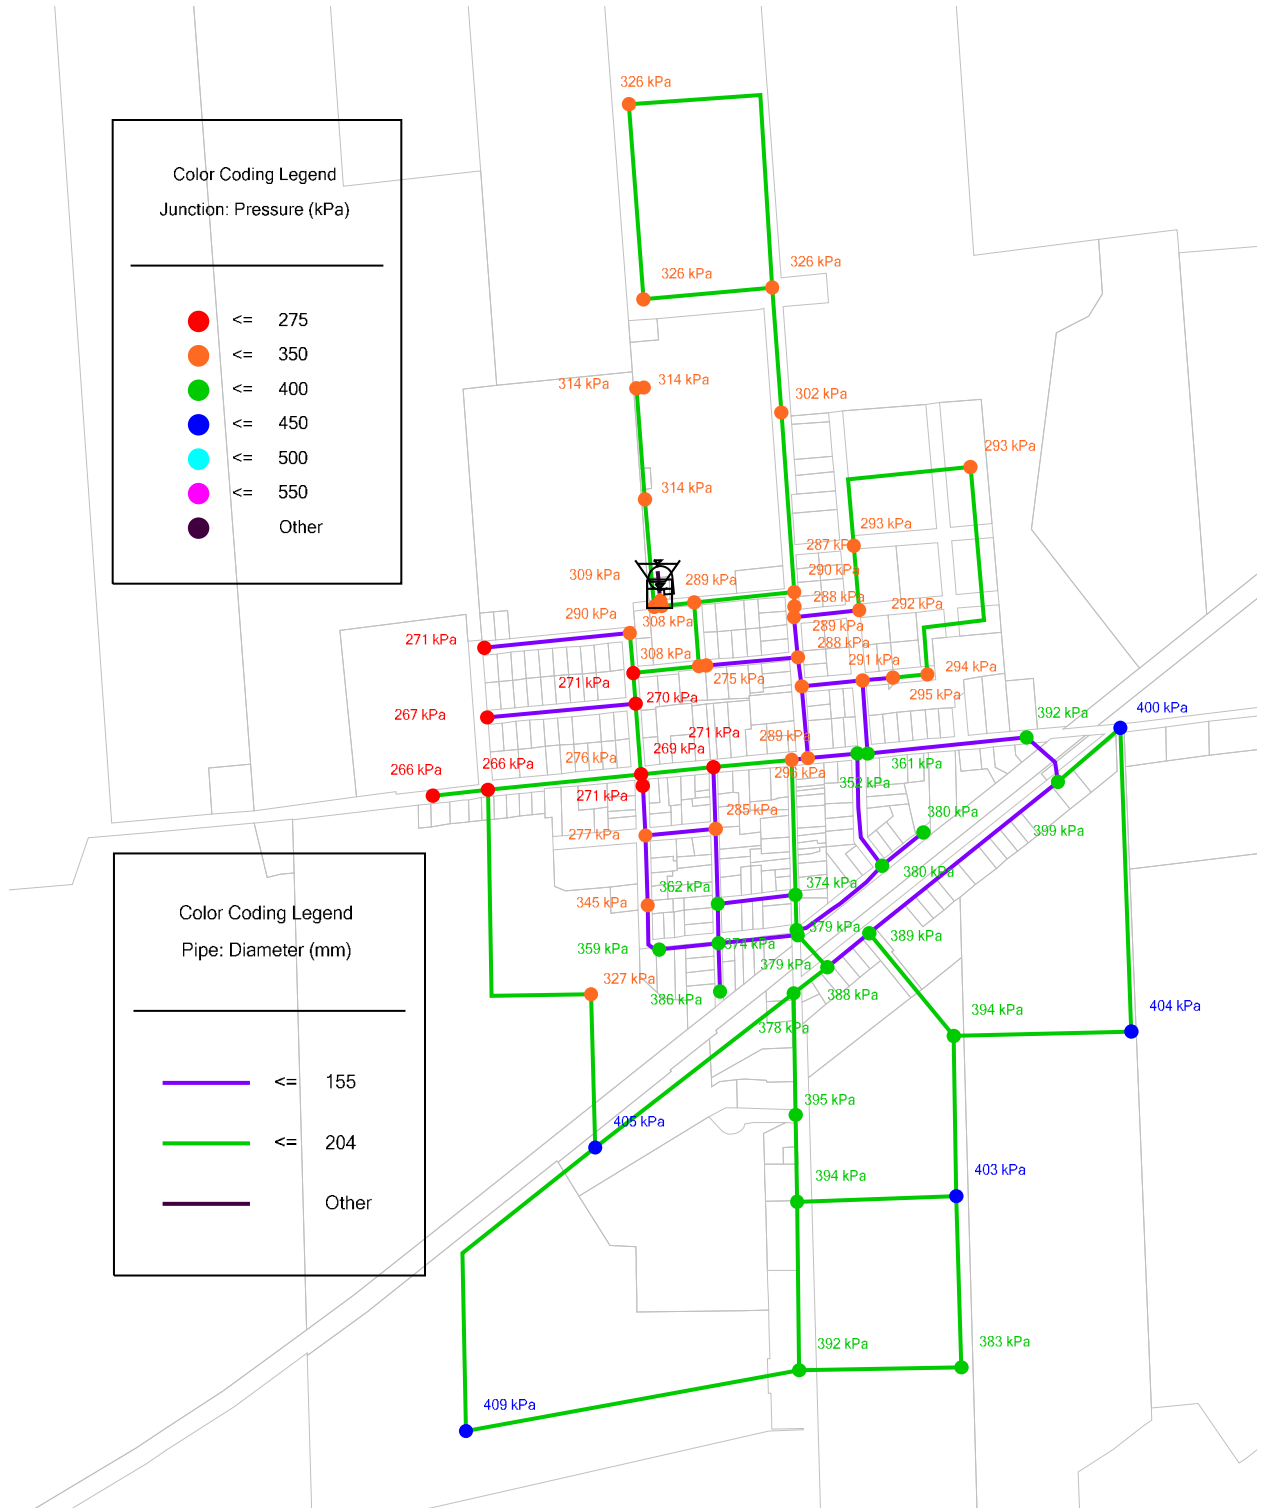 326 kPa
Color Coding Legend
Junction: Pressure (kPa)
<= 275
<= 350
<= 400
<= 450
<= 500
<= 550
Other
326 kPa
326 kPa
314 kPa
314 kPa
302 kPa
293 kPa
314 kPa
293 kPa
287 kPa
309 kPa
289 kPa
290 kPa
290 kPa
308 kPa
288 kPa
292 kPa
289 kPa
271 kPa
308 kPa
288 kPa
271 kPa
275 kPa
291 kPa
294 kPa
295 kPa
267 kPa
270 kPa
392 kPa
400 kPa
271 kPa
289 kPa
269 kPa
276 kPa
266 kPa
266 kPa
296 kPa
361 kPa
352 kPa
271 kPa
277 kPa
285 kPa
380 kPa
399 kPa
Color Coding Legend
Pipe: Diameter (mm)
<= 155
<= 204
Other
362 kPa
374 kPa
380 kPa
345 kPa
359 kPa
374 kPa
379 kPa
389 kPa
379 kPa
327 kPa
386 kPa
388 kPa
378 kPa
394 kPa
404 kPa
395 kPa
405 kPa
394 kPa
403 kPa
392 kPa
383 kPa
409 kPa